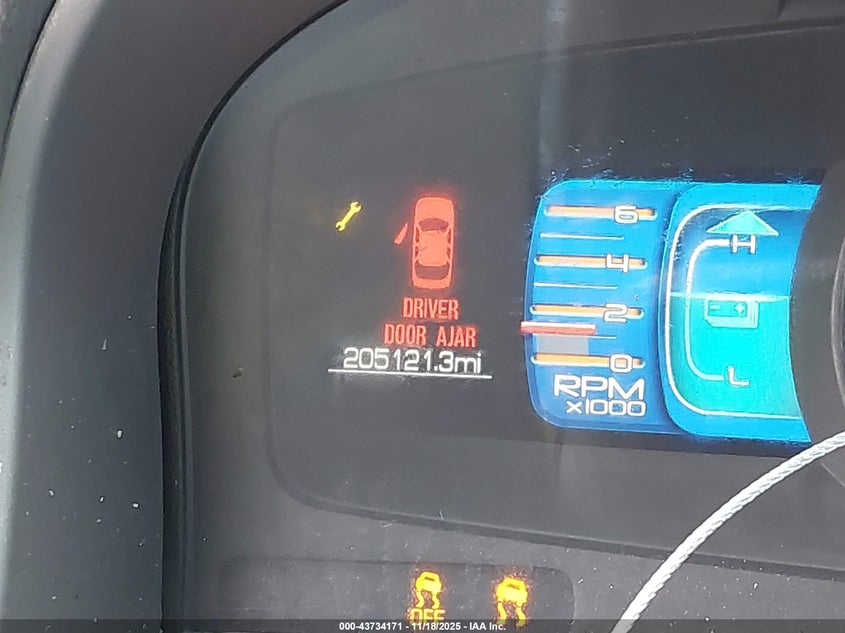 DRIVER
DOOR AJAR
205121.3mi
6
4
2
0
RPM
x1000
H
L
OFF
000-43734171 - 11/18/2025 - IAA Inc.